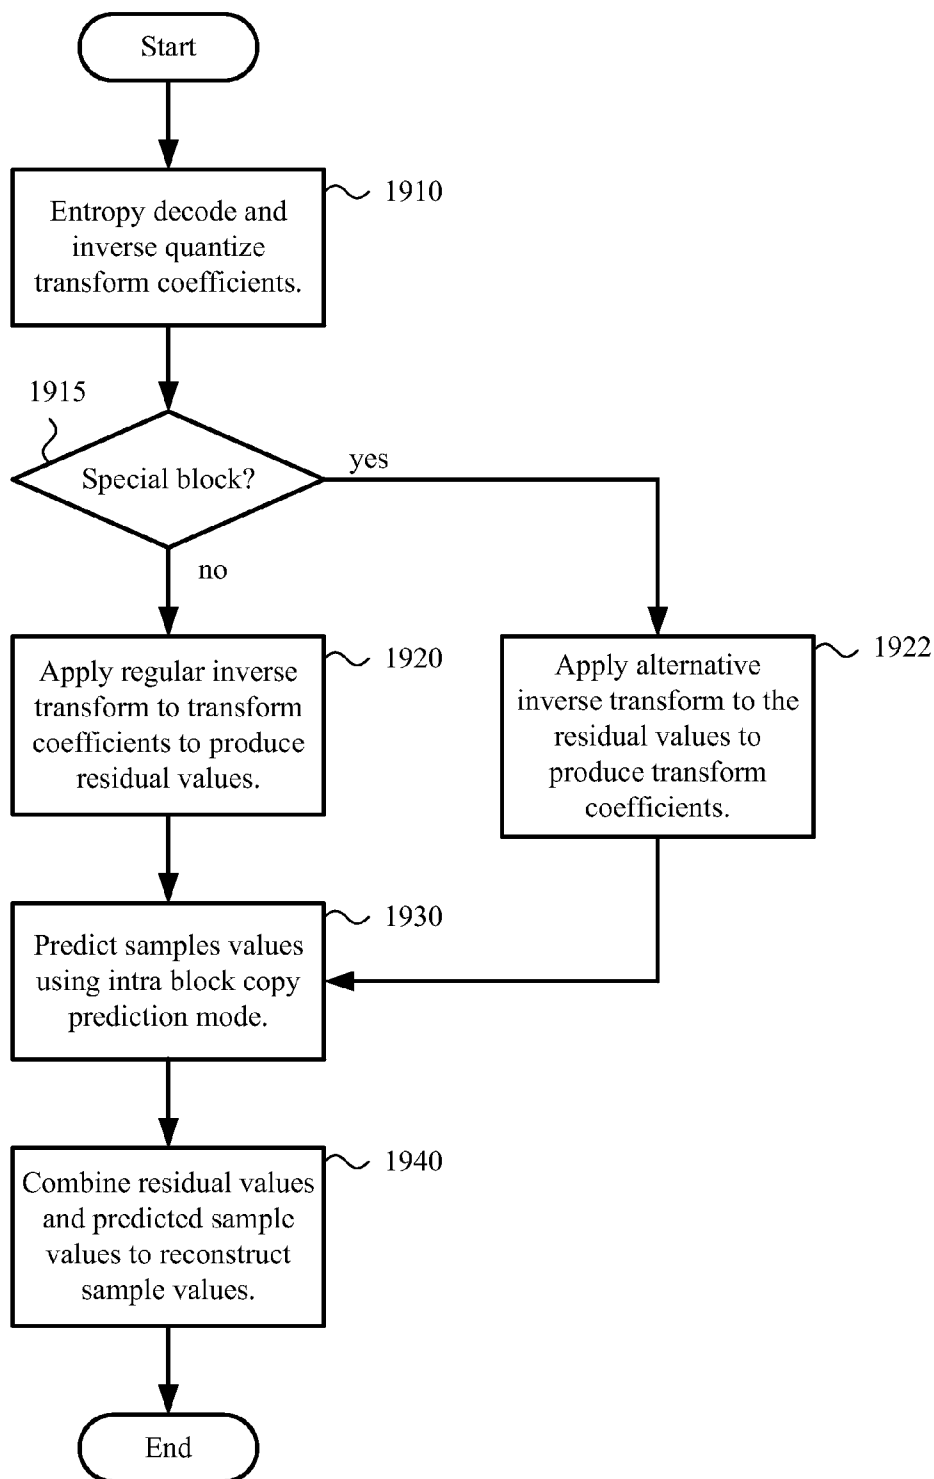 Start
1910
Entropy decode and
inverse quantize
transform coefficients.
1915
Special block?
yes
no
1920
Apply regular inverse
transform to transform
coefficients to produce
residual values.
1922
Apply alternative
inverse transform to the
residual values to
produce transform
coefficients.
1930
Predict samples values
using intra block copy
prediction mode.
1940
Combine residual values
and predicted sample
values to reconstruct
sample values.
End